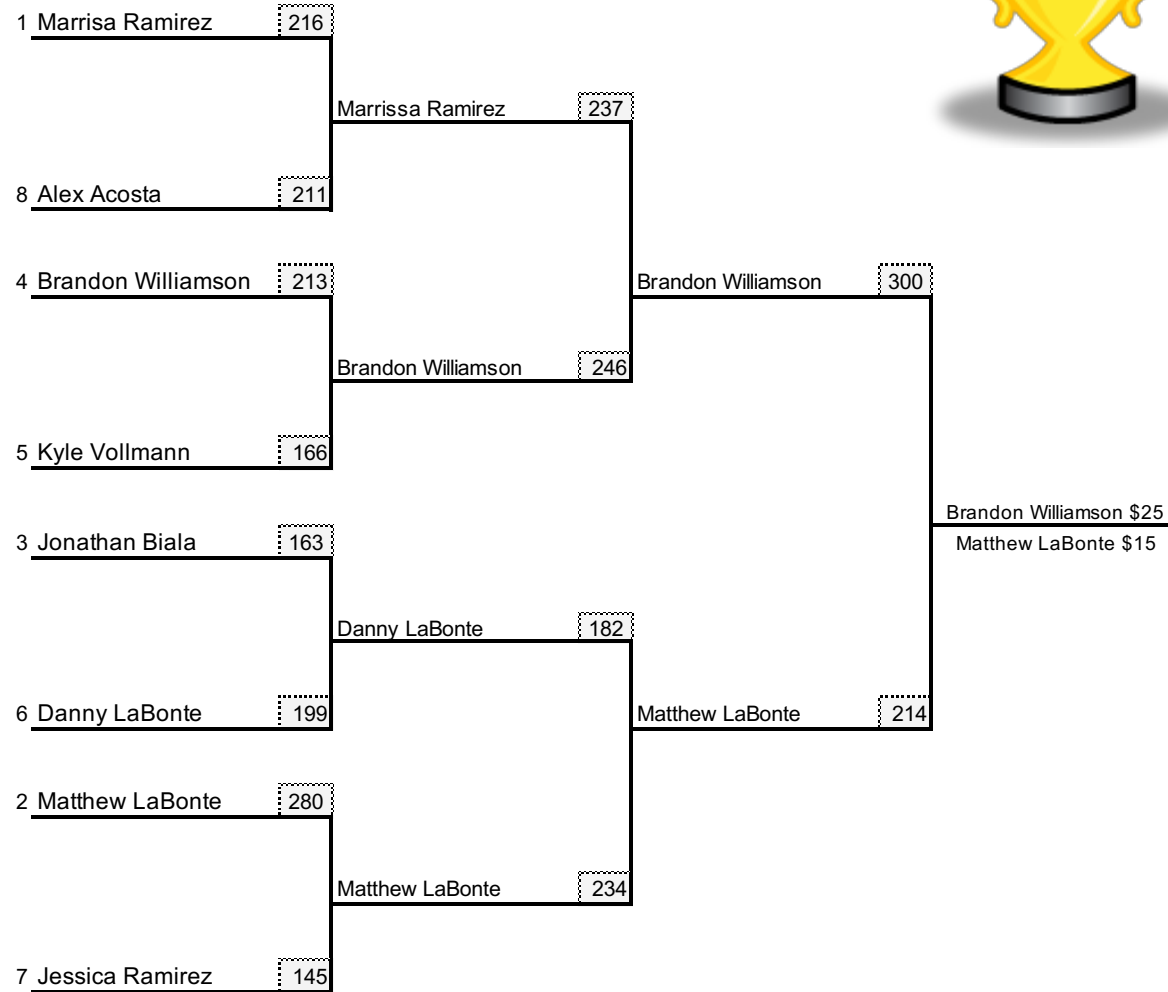 1 Marrisa Ramirez 216
Marrissa Ramirez 237
8 Alex Acosta 211
4 Brandon Williamson 213
Brandon Williamson 300
Brandon Williamson 246
5 Kyle Vollmann 166
Brandon Williamson $25
3 Jonathan Biala 163
Matthew LaBonte $15
Danny LaBonte 182
6 Danny LaBonte 199
Matthew LaBonte 214
2 Matthew LaBonte 280
Matthew LaBonte 234
7 Jessica Ramirez 145